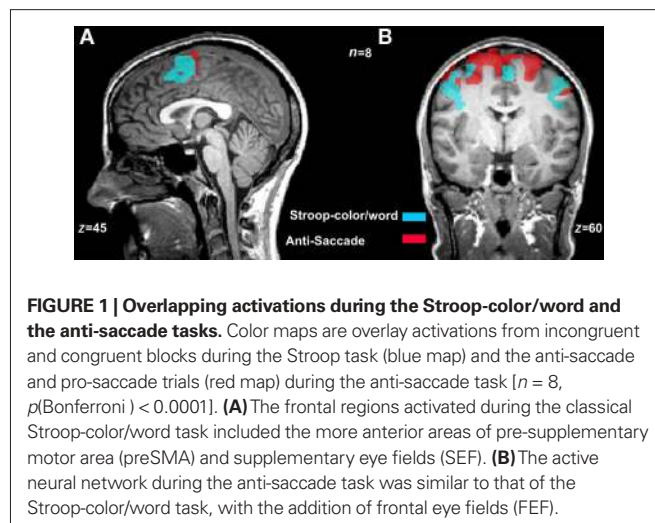 A
B
n=8
Stroop-color/word
z=45
z=60
Anti-Saccade
FIGURE 1 | Overlapping activations during the Stroop-color/word and
the anti-saccade tasks. Color maps are overlay activations from incongruent
and congruent blocks during the Stroop task (blue map) and the anti-saccade
and pro-saccade trials (red map) during the anti-saccade task [n = 8,
p(Bonferroni ) < 0.0001]. (A) The frontal regions activated during the classical
Stroop-color/word task included the more anterior areas of pre-supplementary
motor area (preSMA) and supplementary eye fields (SEF). (B) The active
neural network during the anti-saccade task was similar to that of the
Stroop-color/word task, with the addition of frontal eye fields (FEF).